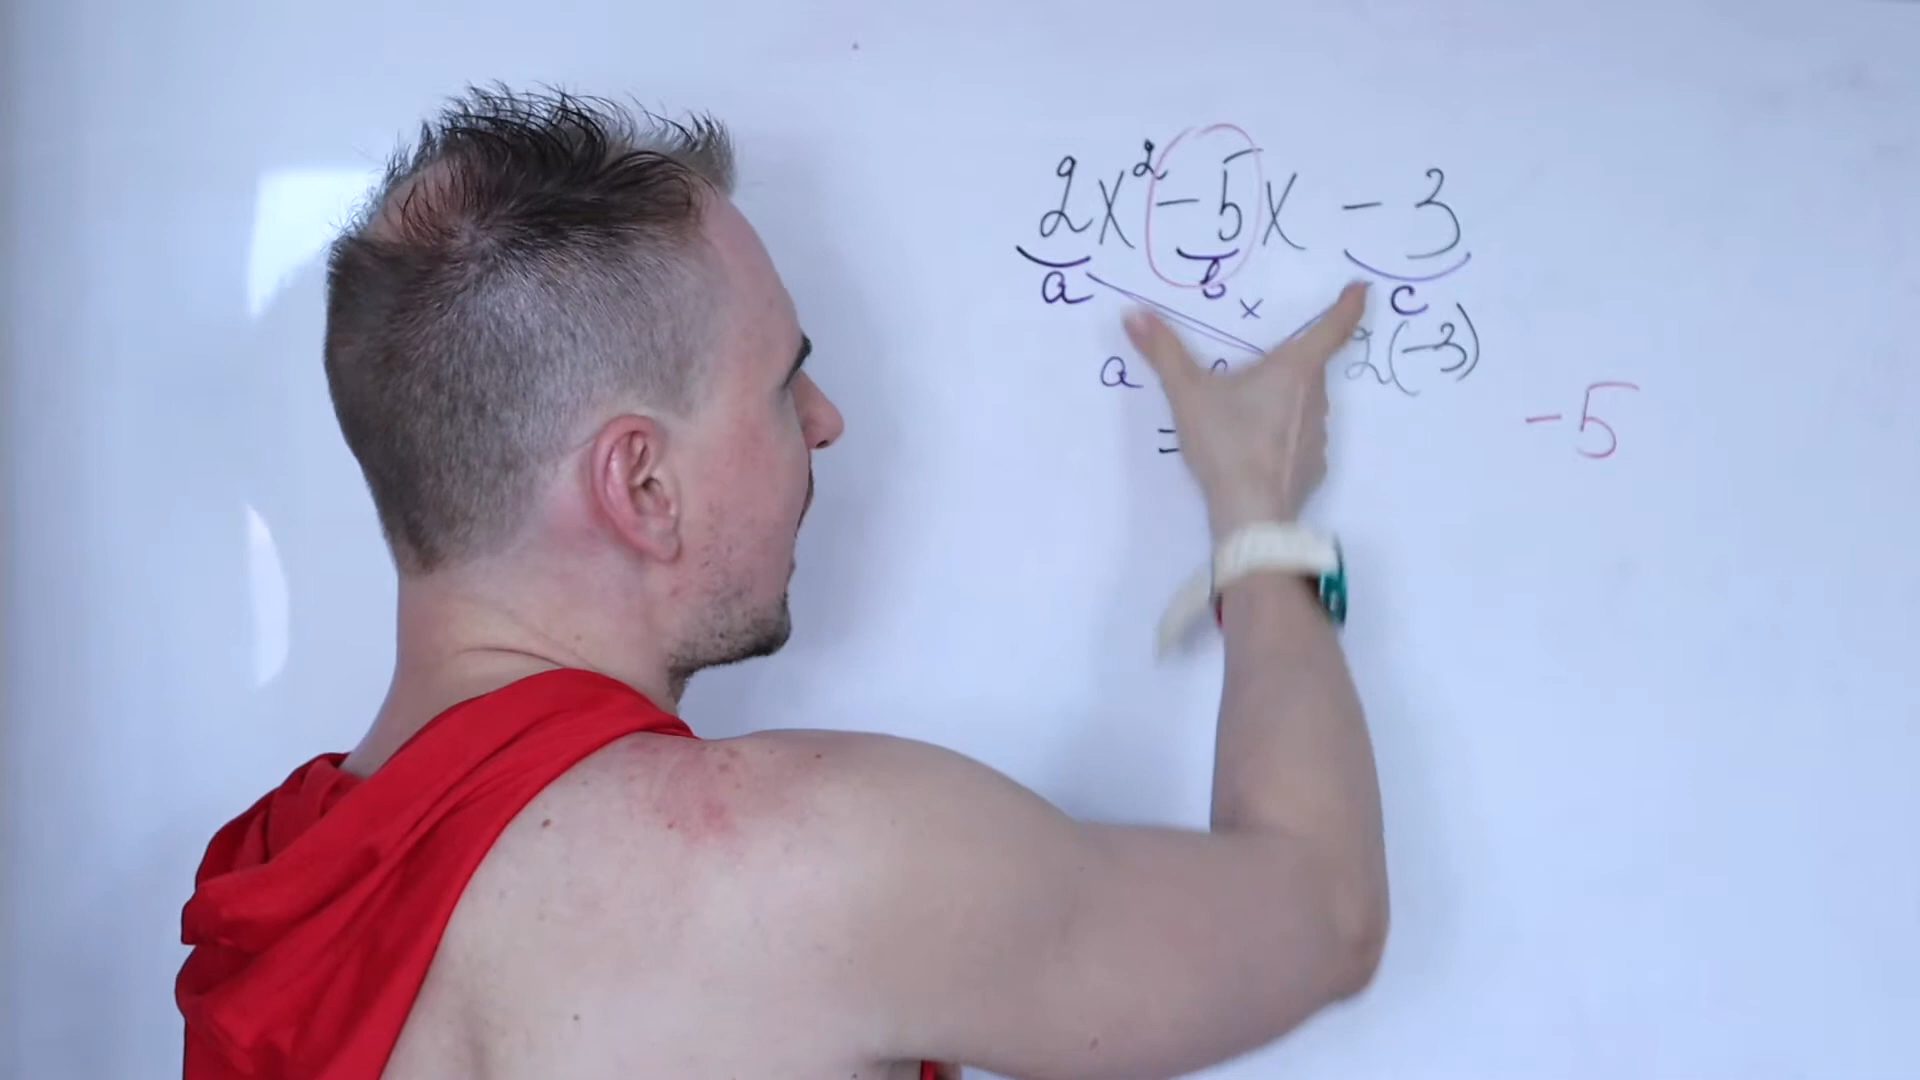 2x² -5x - 3
a b c
x
a 2(-3)
=
-5